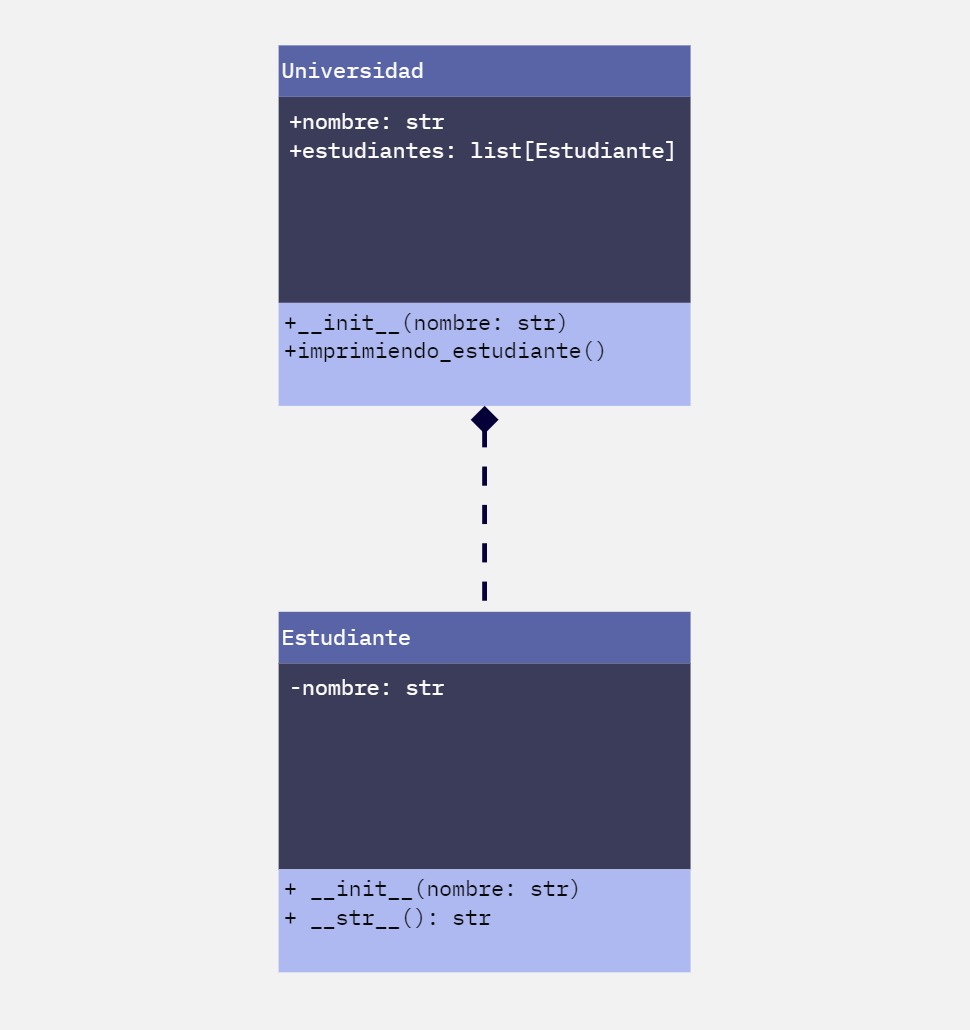 Universidad
+nombre: str
+estudiantes: list[Estudiante]
+__init__(nombre: str)
+imprimiendo_estudiante()
Estudiante
-nombre: str
+ __init__(nombre: str)
+ __str__(): str